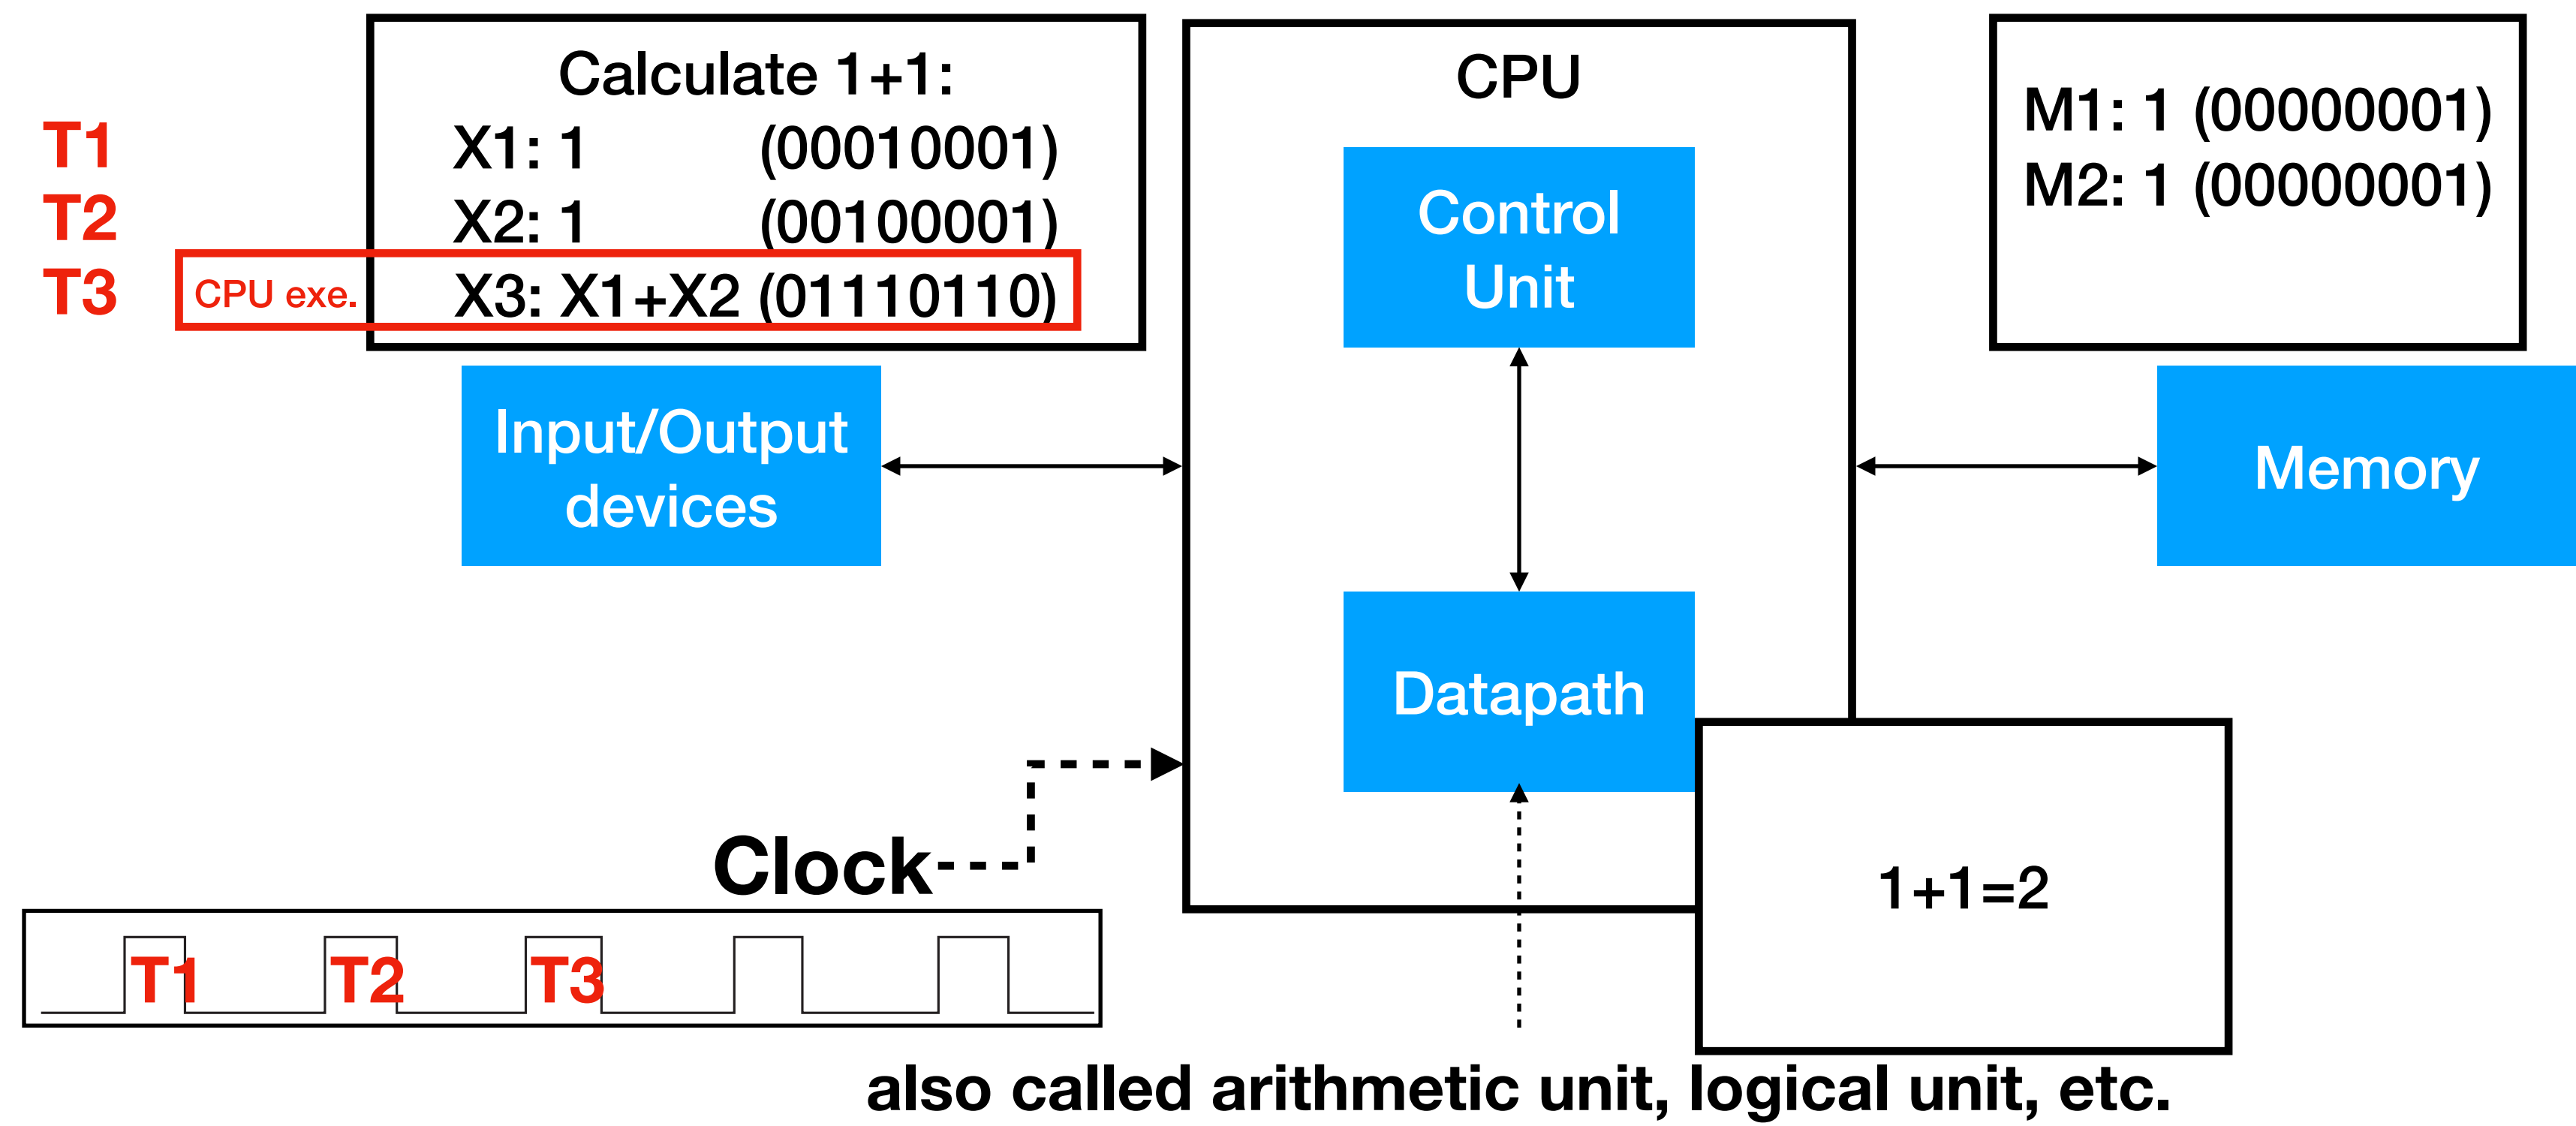 Calculate 1+1:
T1
X1: 1 (00010001)
T2
X2: 1 (00100001)
T3
CPU exe.
X3: X1+X2 (01110110)
Input/Output
devices
CPU
Control
Unit
Datapath
M1: 1 (00000001)
M2: 1 (00000001)
Memory
Clock
T1 T2 T3
1+1=2
also called arithmetic unit, logical unit, etc.